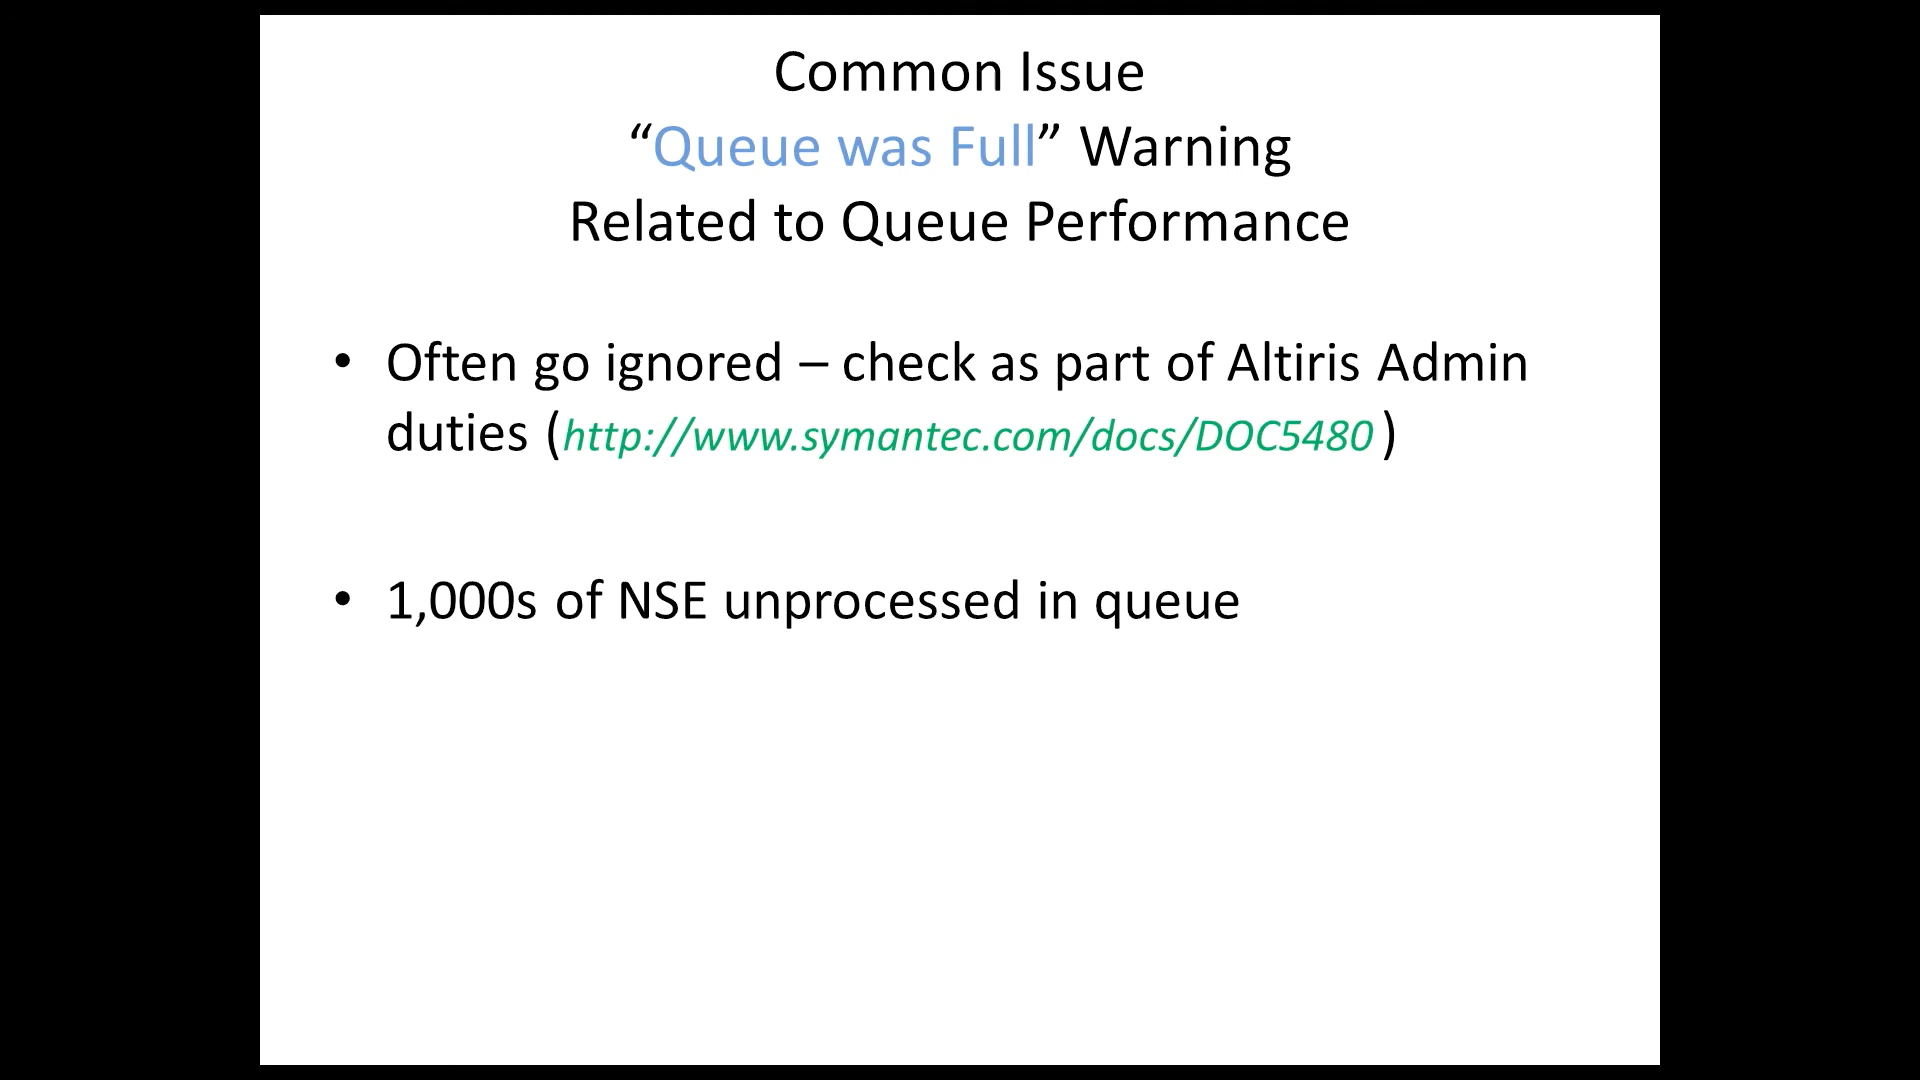 Common Issue
“Queue was Full” Warning
Related to Queue Performance
• Often go ignored – check as part of Altiris Admin
duties (http://www.symantec.com/docs/DOC5480 )
• 1,000s of NSE unprocessed in queue